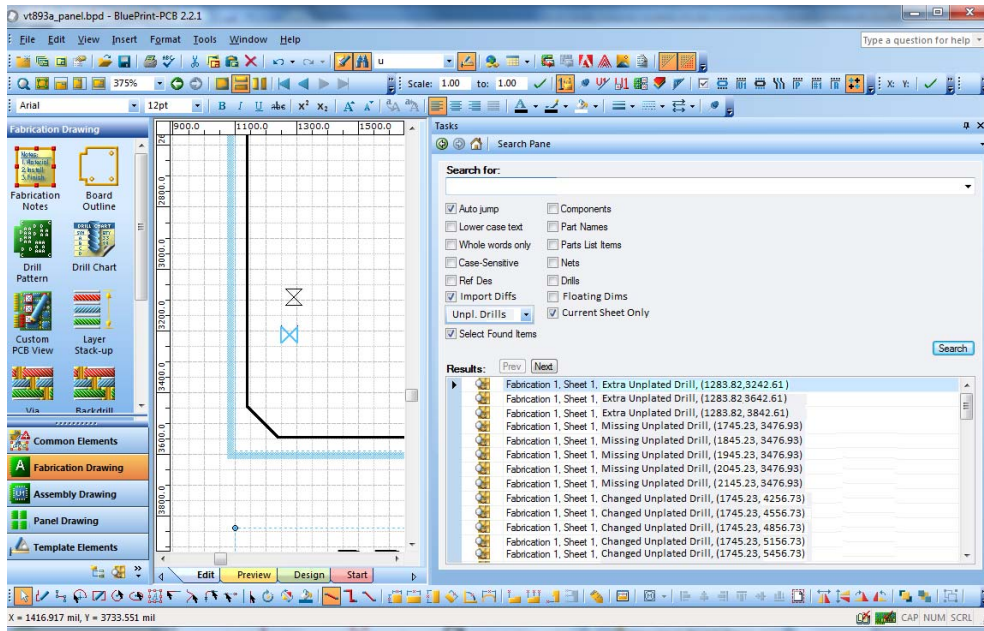 vt893a_panel.bpd - BluePrint-PCB 2.2.1
File Edit View Insert Format Tools Window Help
Type a question for help
375%
u
Scale: 1.00 to: 1.00
X: Y:
Arial
12pt
B I U abc X² X₂
Fabrication Drawing
Notes:
1.Material
2.Install
3.Finish
Fabrication Notes
Board Outline
DRILL CHART
Drill Pattern
Drill Chart
Custom PCB View
Layer Stack-up
Via
Backdrill
Common Elements
Fabrication Drawing
Assembly Drawing
Panel Drawing
Template Elements
900.0 1100.0 1300.0 1500.0
2800.0
3000.0
3200.0
3400.0
3600.0
3800.0
Edit Preview Design Start
Tasks
Search Pane
Search for:
Auto jump Components
Lower case text Part Names
Whole words only Parts List Items
Case-Sensitive Nets
Ref Des Drills
Import Diffs Floating Dims
Unpl. Drills Current Sheet Only
Select Found Items
Search
Results: Prev Next
Fabrication 1, Sheet 1, Extra Unplated Drill, (1283.82,3242.61)
Fabrication 1, Sheet 1, Extra Unplated Drill, (1283.82 3642.61)
Fabrication 1, Sheet 1, Extra Unplated Drill, (1283.82, 3842.61)
Fabrication 1, Sheet 1, Missing Unplated Drill, (1745.23, 3476.93)
Fabrication 1, Sheet 1, Missing Unplated Drill, (1845.23, 3476.93)
Fabrication 1, Sheet 1, Missing Unplated Drill, (1945.23, 3476.93)
Fabrication 1, Sheet 1, Missing Unplated Drill, (2045.23, 3476.93)
Fabrication 1, Sheet 1, Missing Unplated Drill, (2145.23, 3476.93)
Fabrication 1, Sheet 1, Changed Unplated Drill, (1745.23, 4256.73)
Fabrication 1, Sheet 1, Changed Unplated Drill, (1745.23, 4556.73)
Fabrication 1, Sheet 1, Changed Unplated Drill, (1745.23, 4856.73)
Fabrication 1, Sheet 1, Changed Unplated Drill, (1745.23, 5156.73)
Fabrication 1, Sheet 1, Changed Unplated Drill, (1745.23, 5456.73)
X = 1416.917 mil, Y = 3733.551 mil
CAP NUM SCRL